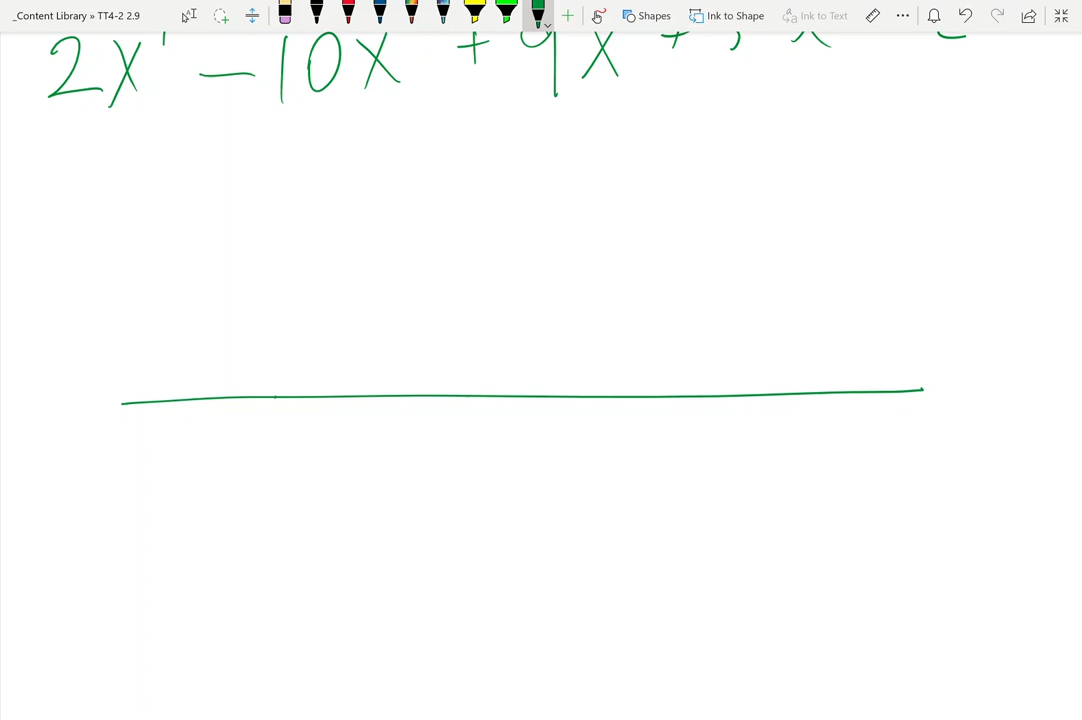 _Content Library » TT4-2 2.9 Shapes Ink to Shape Ink to Text
2x - 10x + 9x +